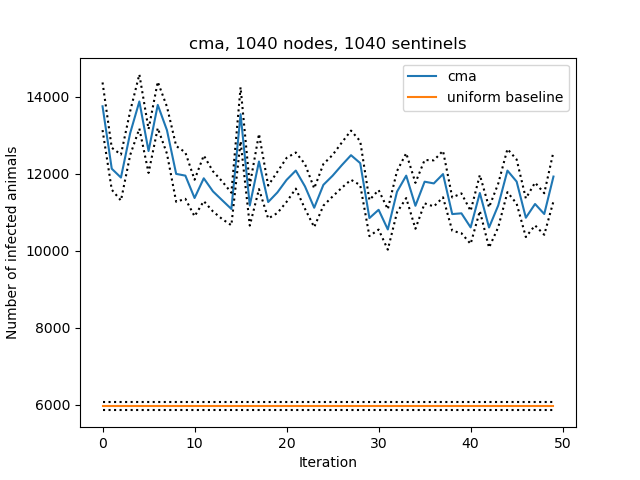 cma, 1040 nodes, 1040 sentinels
cma
uniform baseline
14000
12000
10000
8000
6000
Number of infected animals
0 10 20 30 40 50
Iteration